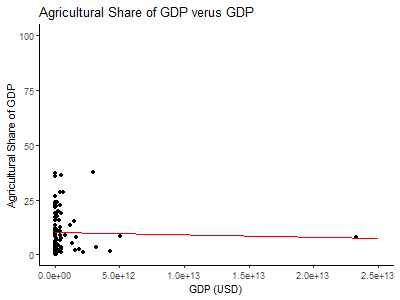 Agricultural Share of GDP verus GDP
Agricultural Share of GDP
100
75
50
25
0
0.0e+00 5.0e+12 1.0e+13 1.5e+13 2.0e+13 2.5e+13
GDP (USD)